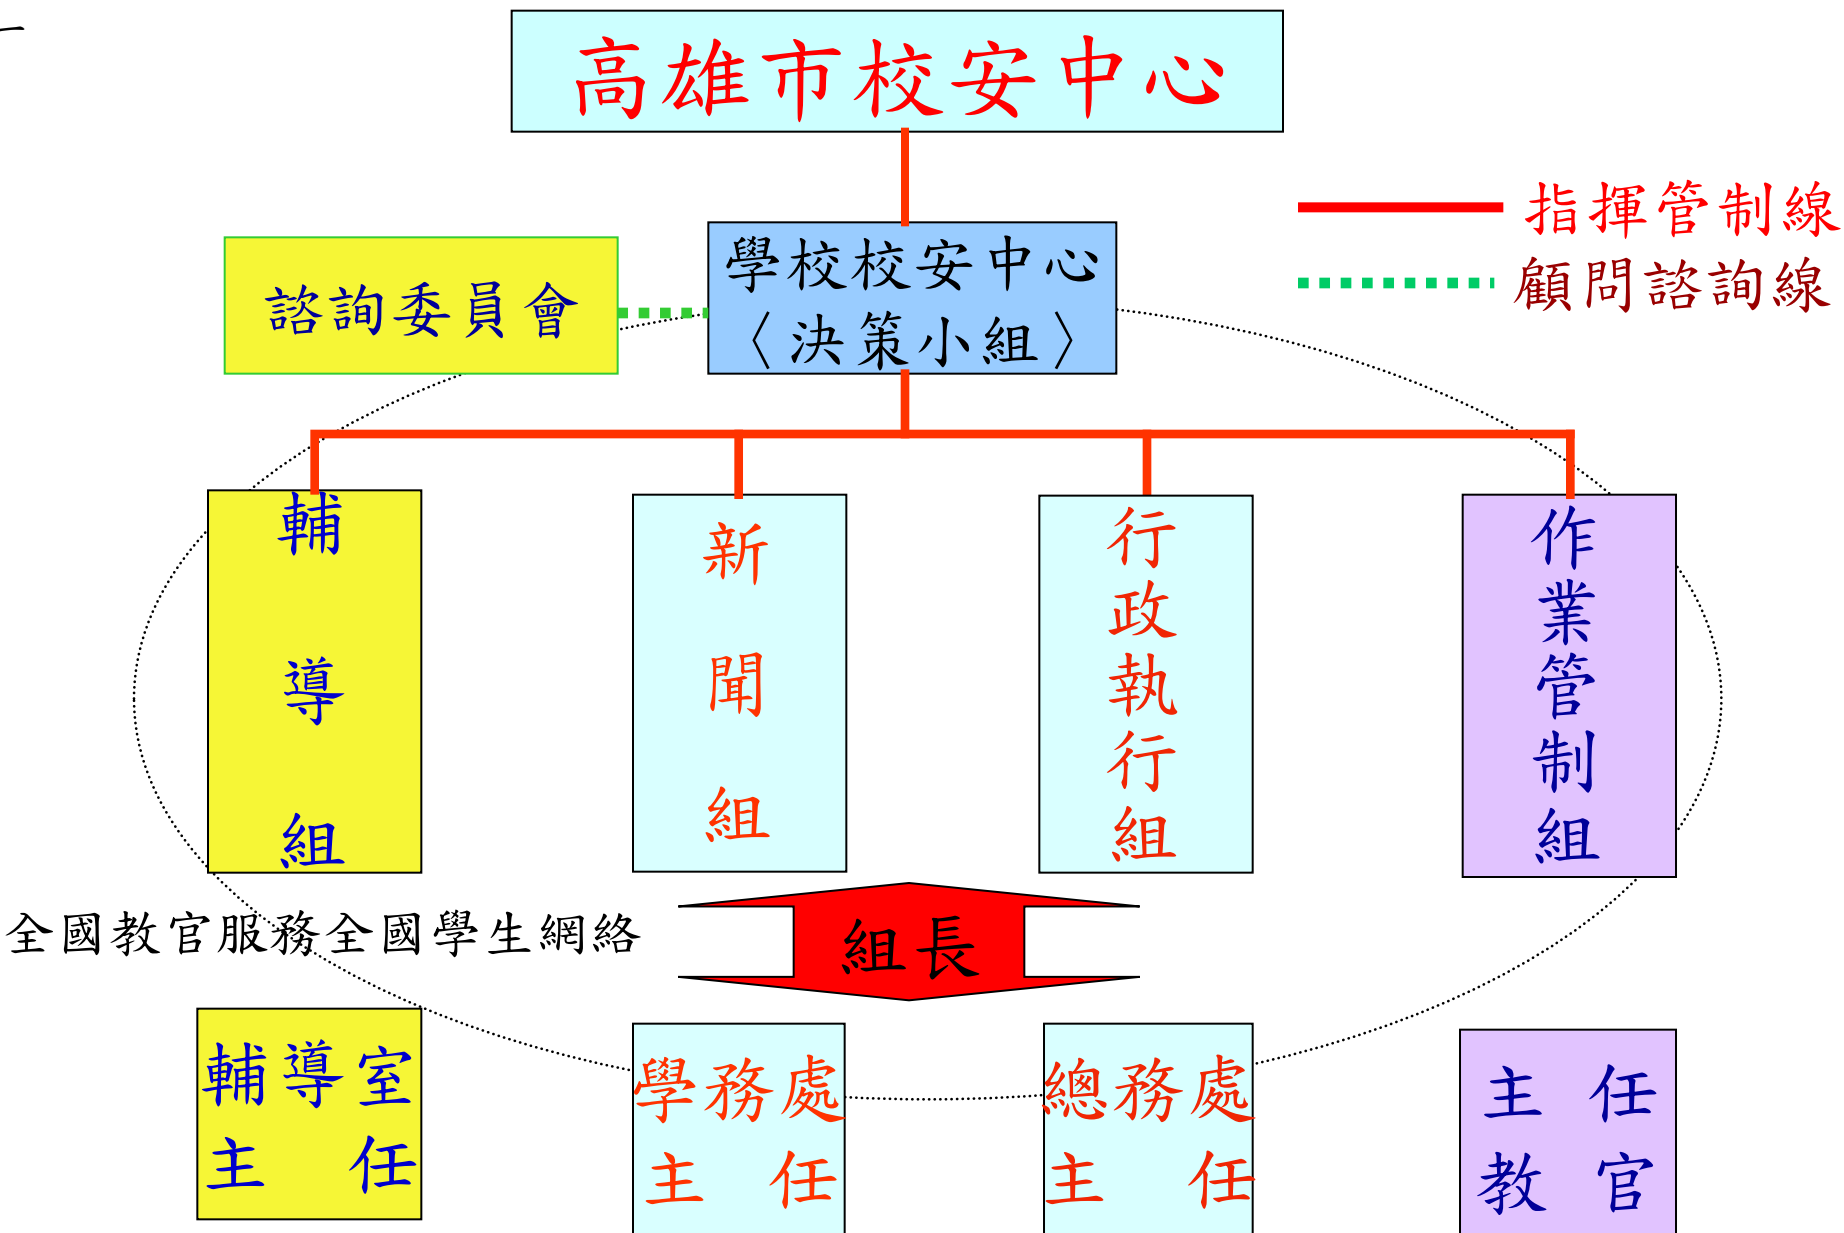 高雄市校安中心
指揮管制線
顧問諮詢線
諮詢委員會
學校校安中心
〈決策小組〉
輔導組
新聞組
行政執行組
作業管制組
全國教官服務全國學生網絡
組長
輔導室
主任
學務處
主任
總務處
主任
主任
教官